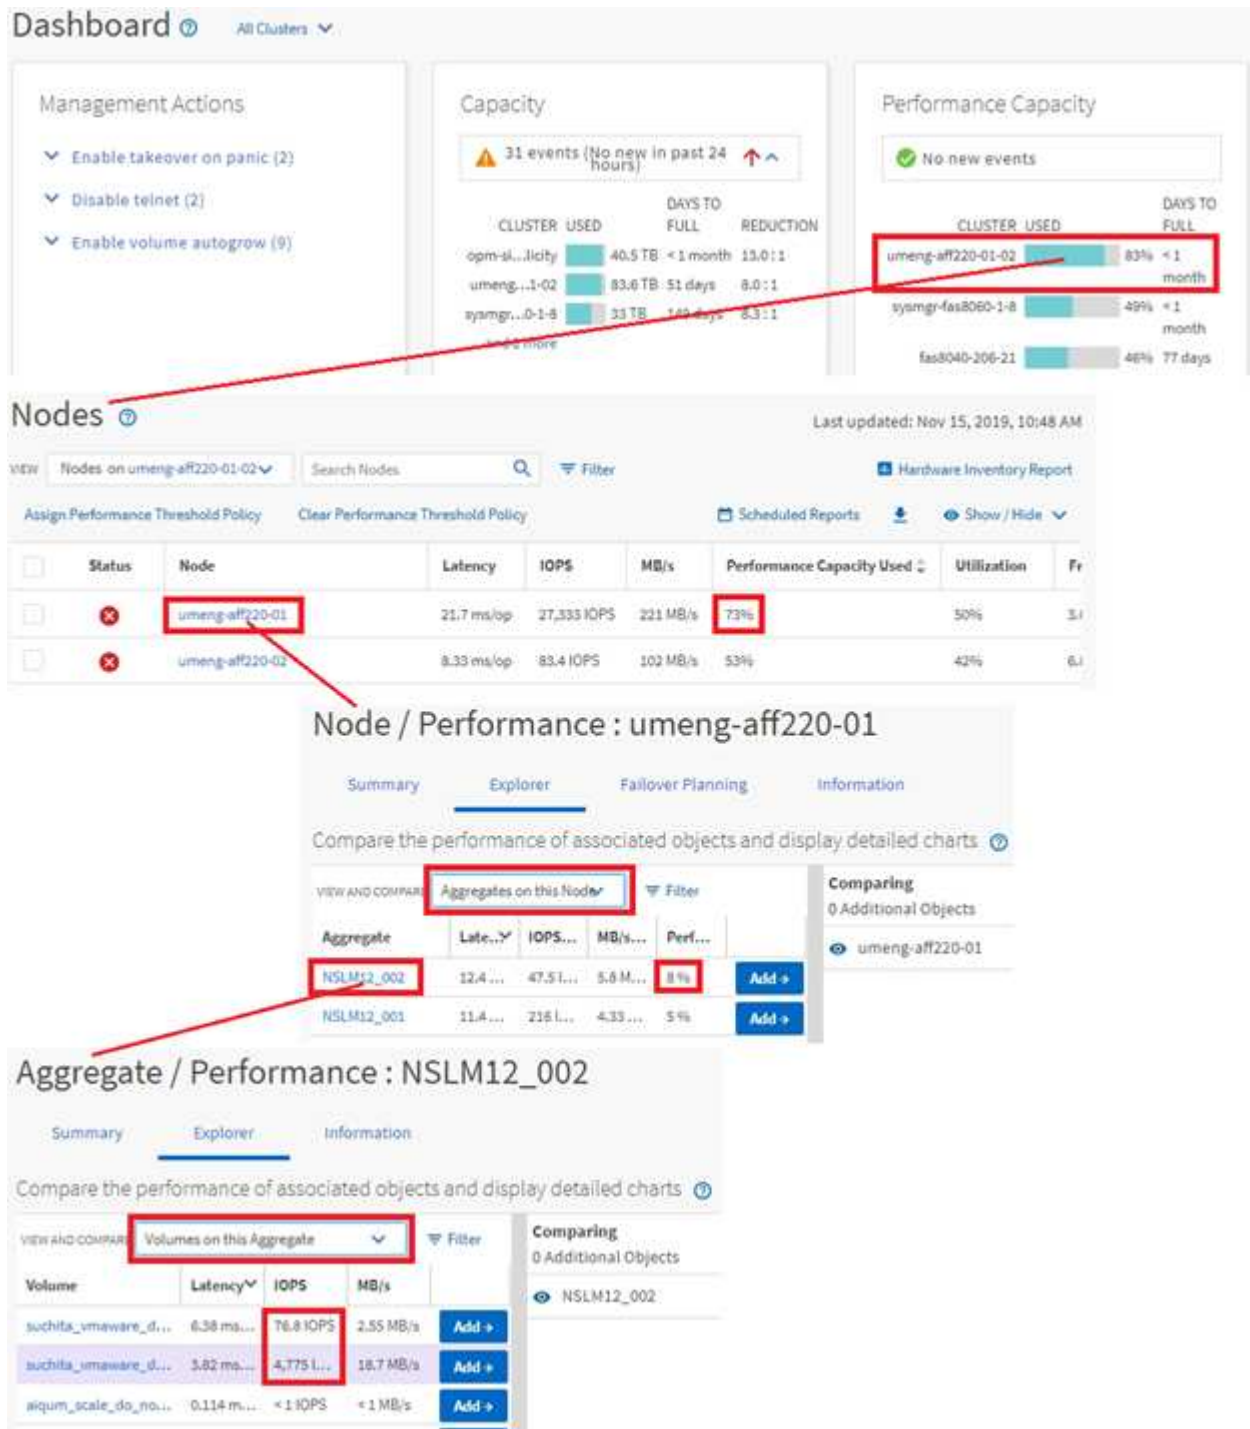 Dashboard All Clusters
Management Actions
Enable takeover on panic (2)
Disable telnet (2)
Enable volume autogrow (9)
Capacity
31 events (No new in past 24 hours)
CLUSTER USED DAYS TO FULL REDUCTION
opm-si...licity 40.5 TB < 1 month 15.0 : 1
umeng...1-02 83.6 TB 51 days 8.0 : 1
sysmgr...0-1-8 33 TB 149 days 8.3 : 1
more
Performance Capacity
No new events
CLUSTER USED DAYS TO FULL
umeng-aff220-01-02 83% < 1 month
sysmgr-fas8060-1-8 49% < 1 month
fas8040-206-21 46% 77 days
Nodes
Last updated: Nov 15, 2019, 10:48 AM
VIEW Nodes on umeng-aff220-01-02 Search Nodes Filter Hardware Inventory Report
Assign Performance Threshold Policy Clear Performance Threshold Policy Scheduled Reports Show / Hide
Status Node Latency IOPS MB/s Performance Capacity Used Utilization Fr
umeng-aff220-01 21.7 ms/op 27,333 IOPS 221 MB/s 73% 50%
umeng-aff220-02 8.33 ms/op 83.4 IOPS 102 MB/s 53% 42%
Node / Performance : umeng-aff220-01
Summary Explorer Failover Planning Information
Compare the performance of associated objects and display detailed charts
VIEW AND COMPARE Aggregates on this Node Filter
Aggregate Late... IOPS... MB/s... Perf...
NSLM12_002 12.4 ... 47.5 I... 5.8 M... 8 % Add
NSLM12_001 11.4 ... 216 I... 4.33 ... 5 % Add
Comparing
0 Additional Objects
umeng-aff220-01
Aggregate / Performance : NSLM12_002
Summary Explorer Information
Compare the performance of associated objects and display detailed charts
VIEW AND COMPARE Volumes on this Aggregate Filter
Volume Latency IOPS MB/s
suchita_vmaware_d... 6.38 ms... 76.8 IOPS 2.55 MB/s Add
suchita_vmaware_d... 3.82 ms... 4,775 I... 18.7 MB/s Add
aiqum_scale_do_no... 0.114 m... < 1 IOPS < 1 MB/s Add
Comparing
0 Additional Objects
NSLM12_002